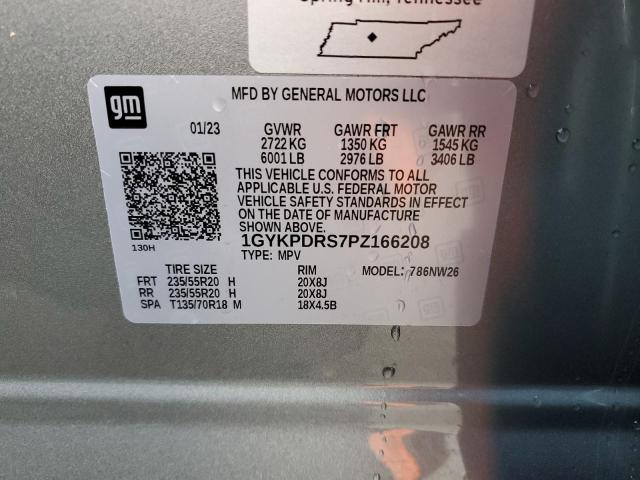 Spring Hill, Tennessee
gm
MFD BY GENERAL MOTORS LLC
01/23 GVWR GAWR FRT GAWR RR
2722 KG 1350 KG 1545 KG
6001 LB 2976 LB 3406 LB
THIS VEHICLE CONFORMS TO ALL
APPLICABLE U.S. FEDERAL MOTOR
VEHICLE SAFETY STANDARDS IN EFFECT
ON THE DATE OF MANUFACTURE
SHOWN ABOVE.
130H
1GYKPDRS7PZ166208
TYPE: MPV
TIRE SIZE RIM MODEL: 786NW26
FRT 235/55R20 H 20X8J
RR 235/55R20 H 20X8J
SPA T135/70R18 M 18X4.5B